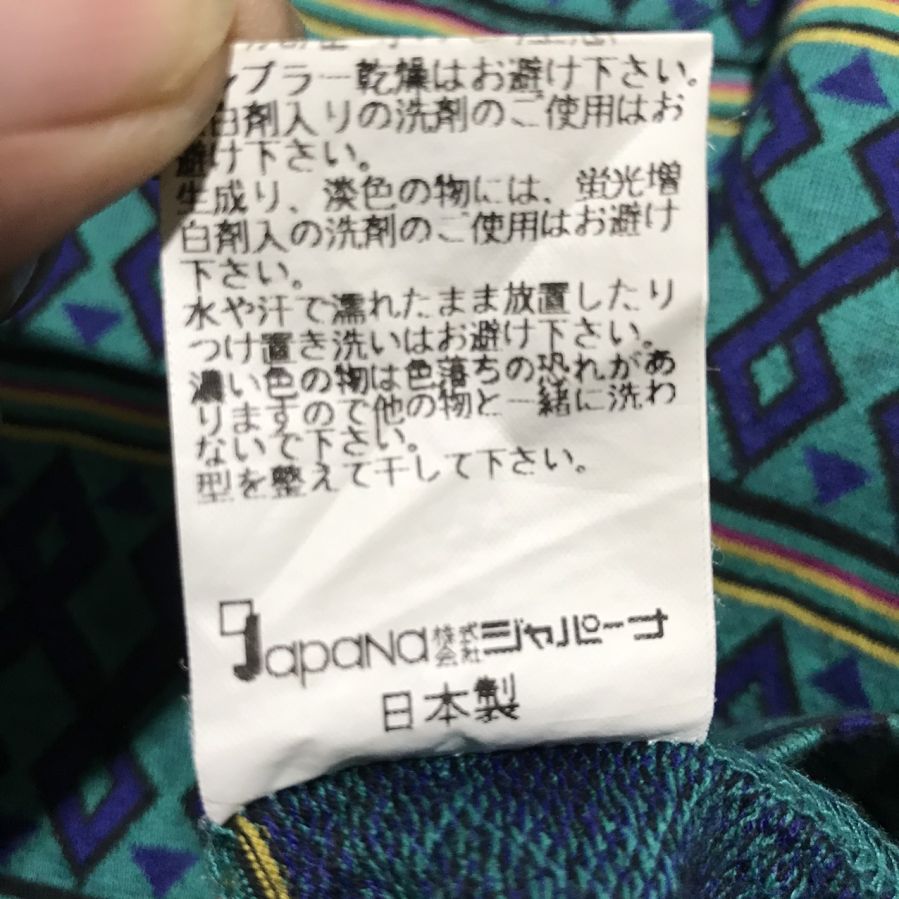 ンブラー乾燥はお避け下さい。
白剤入りの洗剤のご使用はお
避け下さい。
生成り、淡色の物には、蛍光増
白剤入の洗剤のご使用はお避け
下さい。
水や汗で濡れたまま放置したり
つけ置き洗いはお避け下さい。
濃い色の物は色落ちの恐れがあ
りますので他の物と一緒に洗わ
ないで下さい。
型を整えて干して下さい。
JapaNa株式会社ジャパーナ
日本製